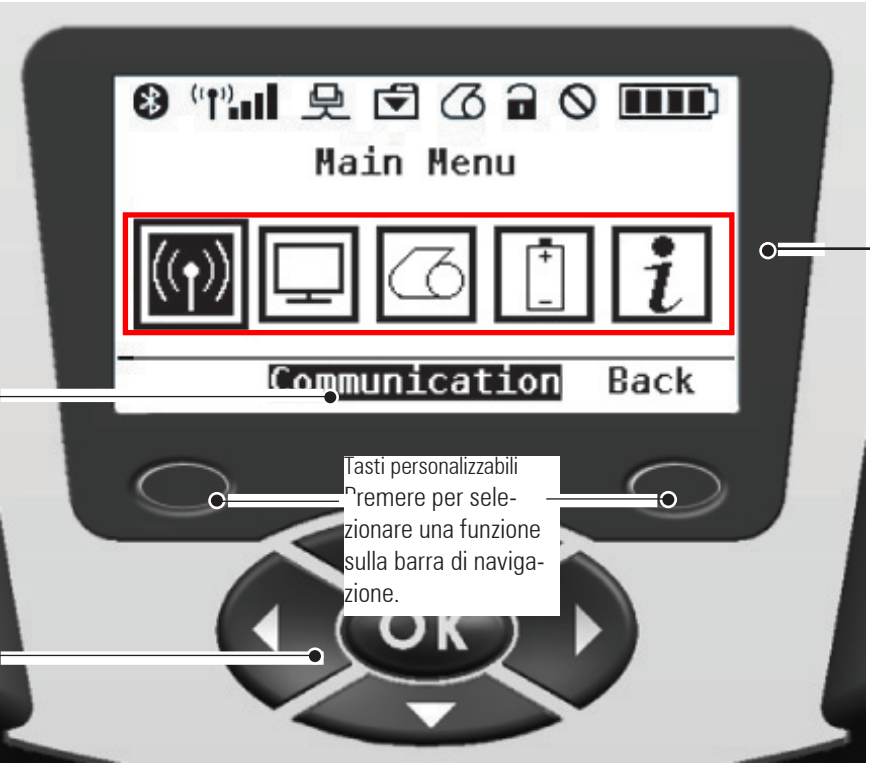 Main Menu
Communication Back
Tasti personalizzabili
Premere per sele-
zionare una funzione
sulla barra di naviga-
zione.
OK